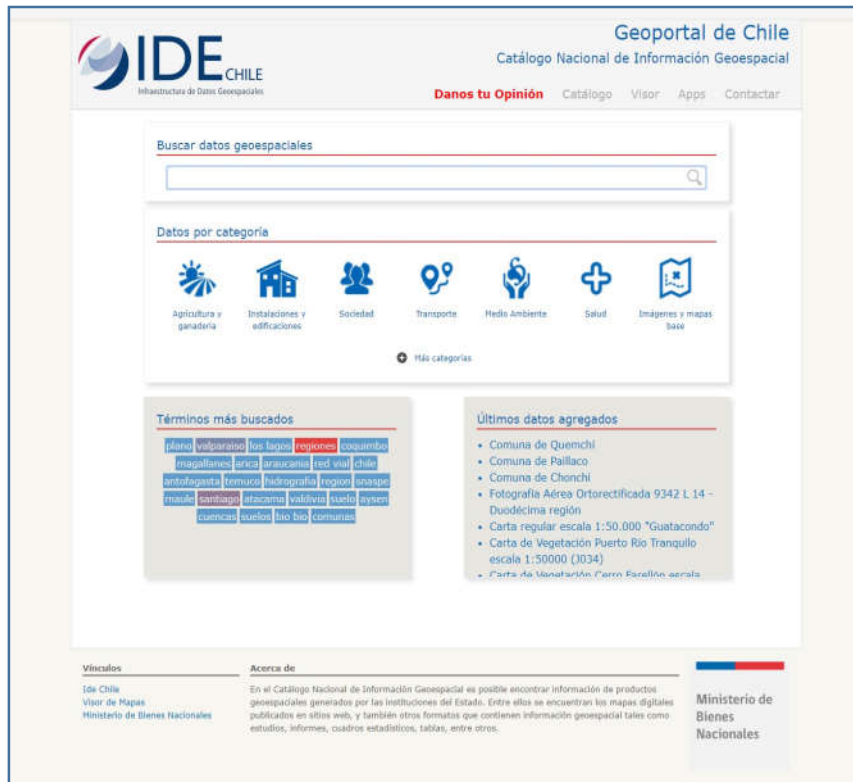 IDE CHILE
Infraestructura de Datos Geoespaciales
Geoportal de Chile
Catálogo Nacional de Información Geoespacial
Danos tu Opinión Catálogo Visor Apps Contactar
Buscar datos geoespaciales
Datos por categoría
Agricultura y
ganadería
Instalaciones y
edificaciones
Sociedad
Transporte
Medio Ambiente
Salud
Imágenes y mapas
base
Más categorías
Términos más buscados
plano valparaiso los lagos regiones coquimbo
magallanes arica araucania red vial chile
antofagasta temuco hidrografia region snaspe
maule santiago atacama valdivia suelo aysen
cuencas suelos bio bio comunas
Últimos datos agregados
• Comuna de Quemchi
• Comuna de Paillaco
• Comuna de Chonchi
• Fotografía Aérea Ortorectificada 9342 L 14 -
Duodécima región
• Carta regular escala 1:50.000 "Guatacondo"
• Carta de Vegetación Puerto Río Tranquilo
escala 1:50000 (J034)
• Carta de Vegetación Cerro Farellón escala
Vínculos
Ide Chile
Visor de Mapas
Ministerio de Bienes Nacionales
Acerca de
En el Catálogo Nacional de Información Geoespacial es posible encontrar información de productos
geoespaciales generados por las instituciones del Estado. Entre ellos se encuentran los mapas digitales
publicados en sitios web, y también otros formatos que contienen información geoespacial tales como
estudios, informes, cuadros estadísticos, tablas, entre otros.
Ministerio de
Bienes
Nacionales